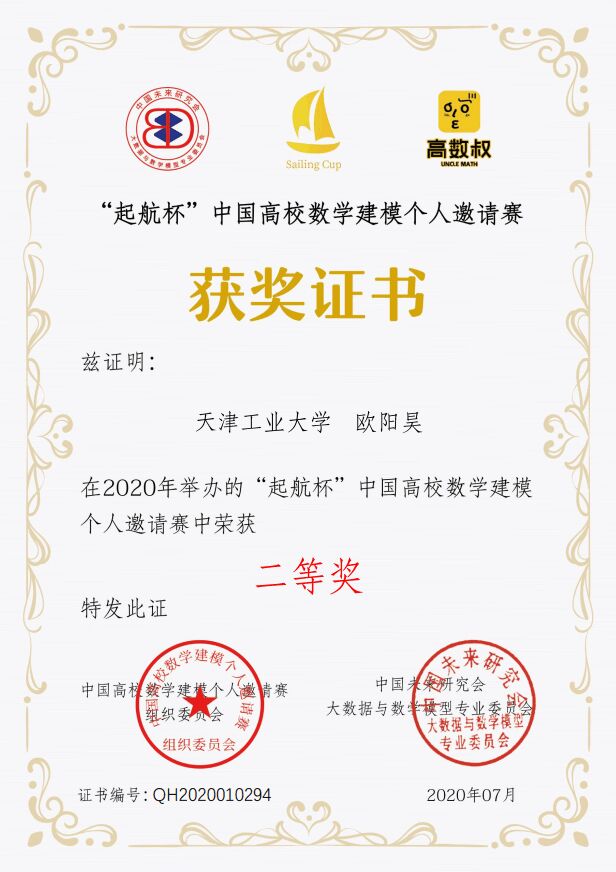 中国未来研究会
大数据与数学模型专业委员会
Sailing Cup
高数叔
UNCLE MATH
“起航杯”中国高校数学建模个人邀请赛
获奖证书
兹证明：
天津工业大学 欧阳昊
在2020年举办的“起航杯”中国高校数学建模
个人邀请赛中荣获
二等奖
特发此证
中国高校数学建模个人邀请赛
组织委员会
中国高校数学建模个人邀请赛
组织委员会
中国未来研究会
大数据与数学模型专业委员会
中国未来研究会
大数据与数学模型
专业委员会
证书编号：QH2020010294
2020年07月